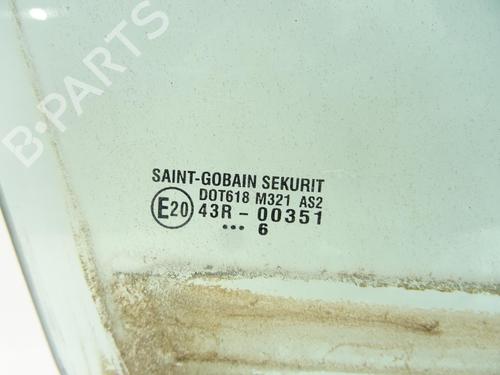 B-PARTS
SAINT-GOBAIN SEKURIT
DOT618 M321 AS2
E20 43R - 00351
... 6